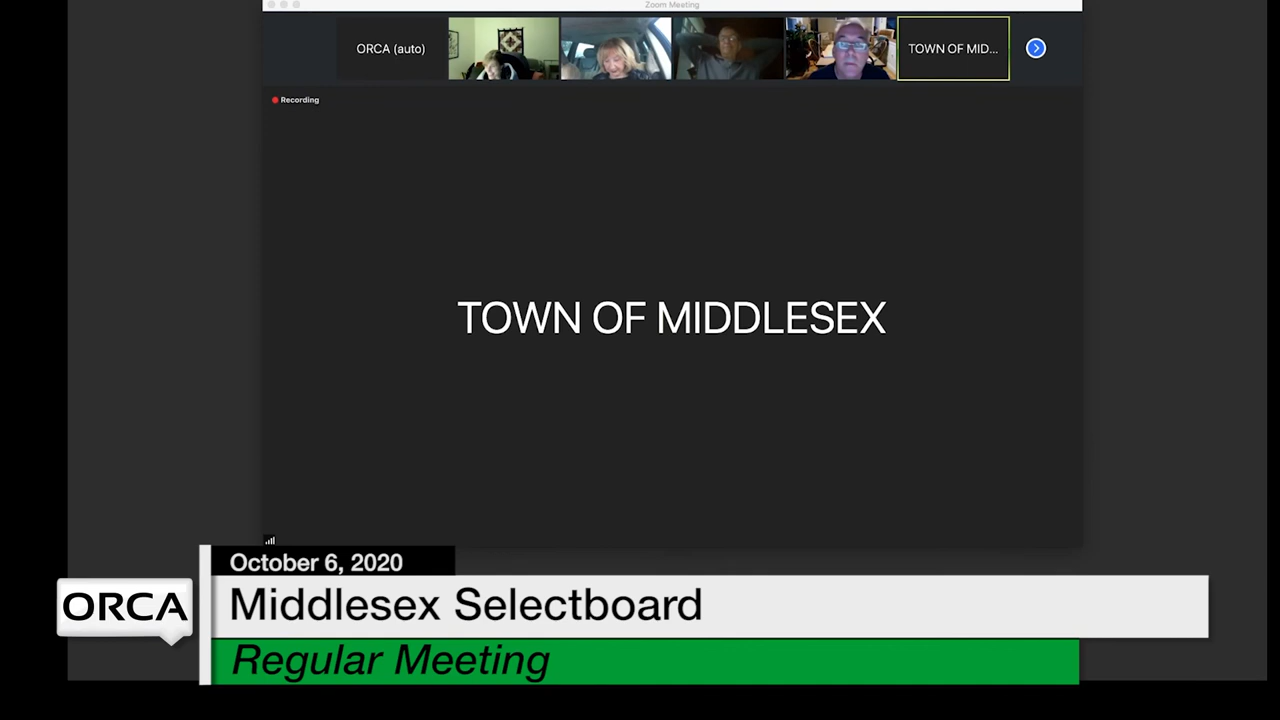 Zoom Meeting
ORCA (auto)
TOWN OF MID...
Recording
TOWN OF MIDDLESEX
October 6, 2020
ORCA
Middlesex Selectboard
Regular Meeting